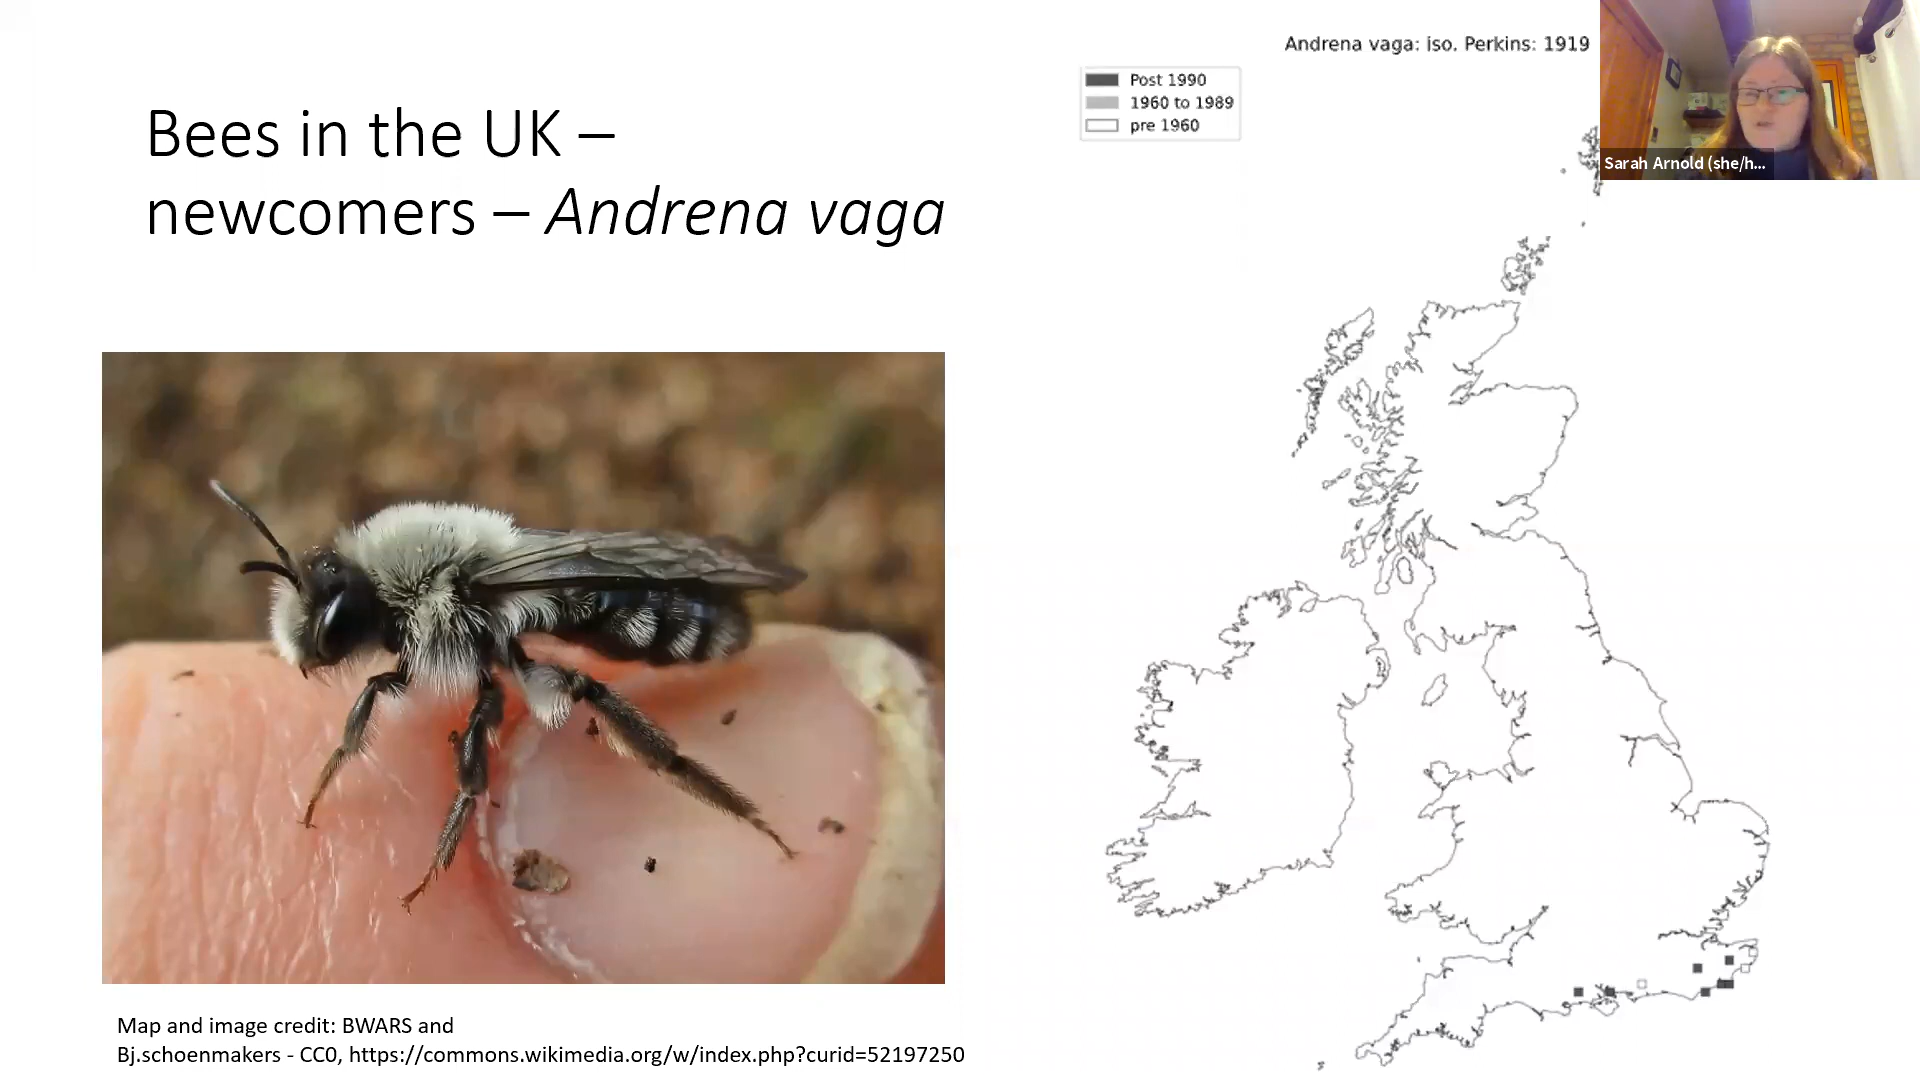 Andrena vaga: iso. Perkins: 1919
Post 1990
1960 to 1989
pre 1960
Sarah Arnold (she/h...
Bees in the UK –
newcomers – Andrena vaga
Map and image credit: BWARS and
Bj.schoenmakers - CC0, https://commons.wikimedia.org/w/index.php?curid=52197250